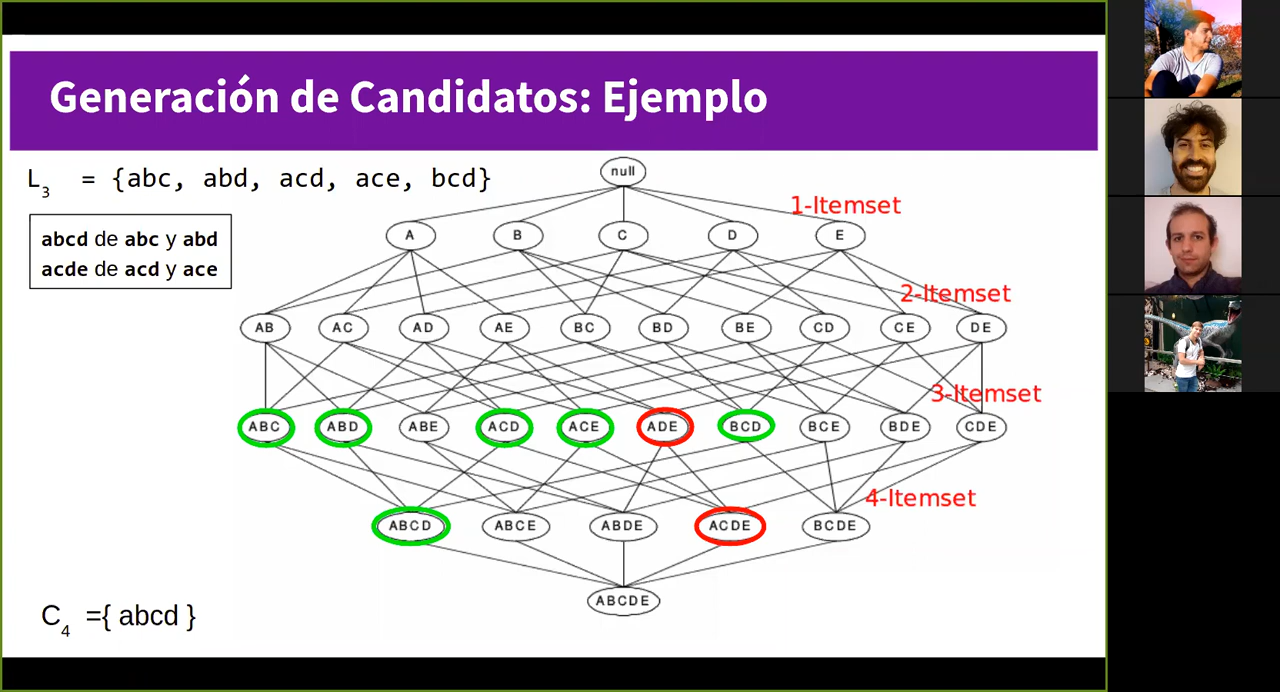 Generación de Candidatos: Ejemplo
L3 = {abc, abd, acd, ace, bcd}
abcd de abc y abd
acde de acd y ace
null
1-Itemset
A B C D E
2-Itemset
AB AC AD AE BC BD BE CD CE DE
3-Itemset
ABC ABD ABE ACD ACE ADE BCD BCE BDE CDE
4-Itemset
ABCD ABCE ABDE ACDE BCDE
ABCDE
C4 ={ abcd }